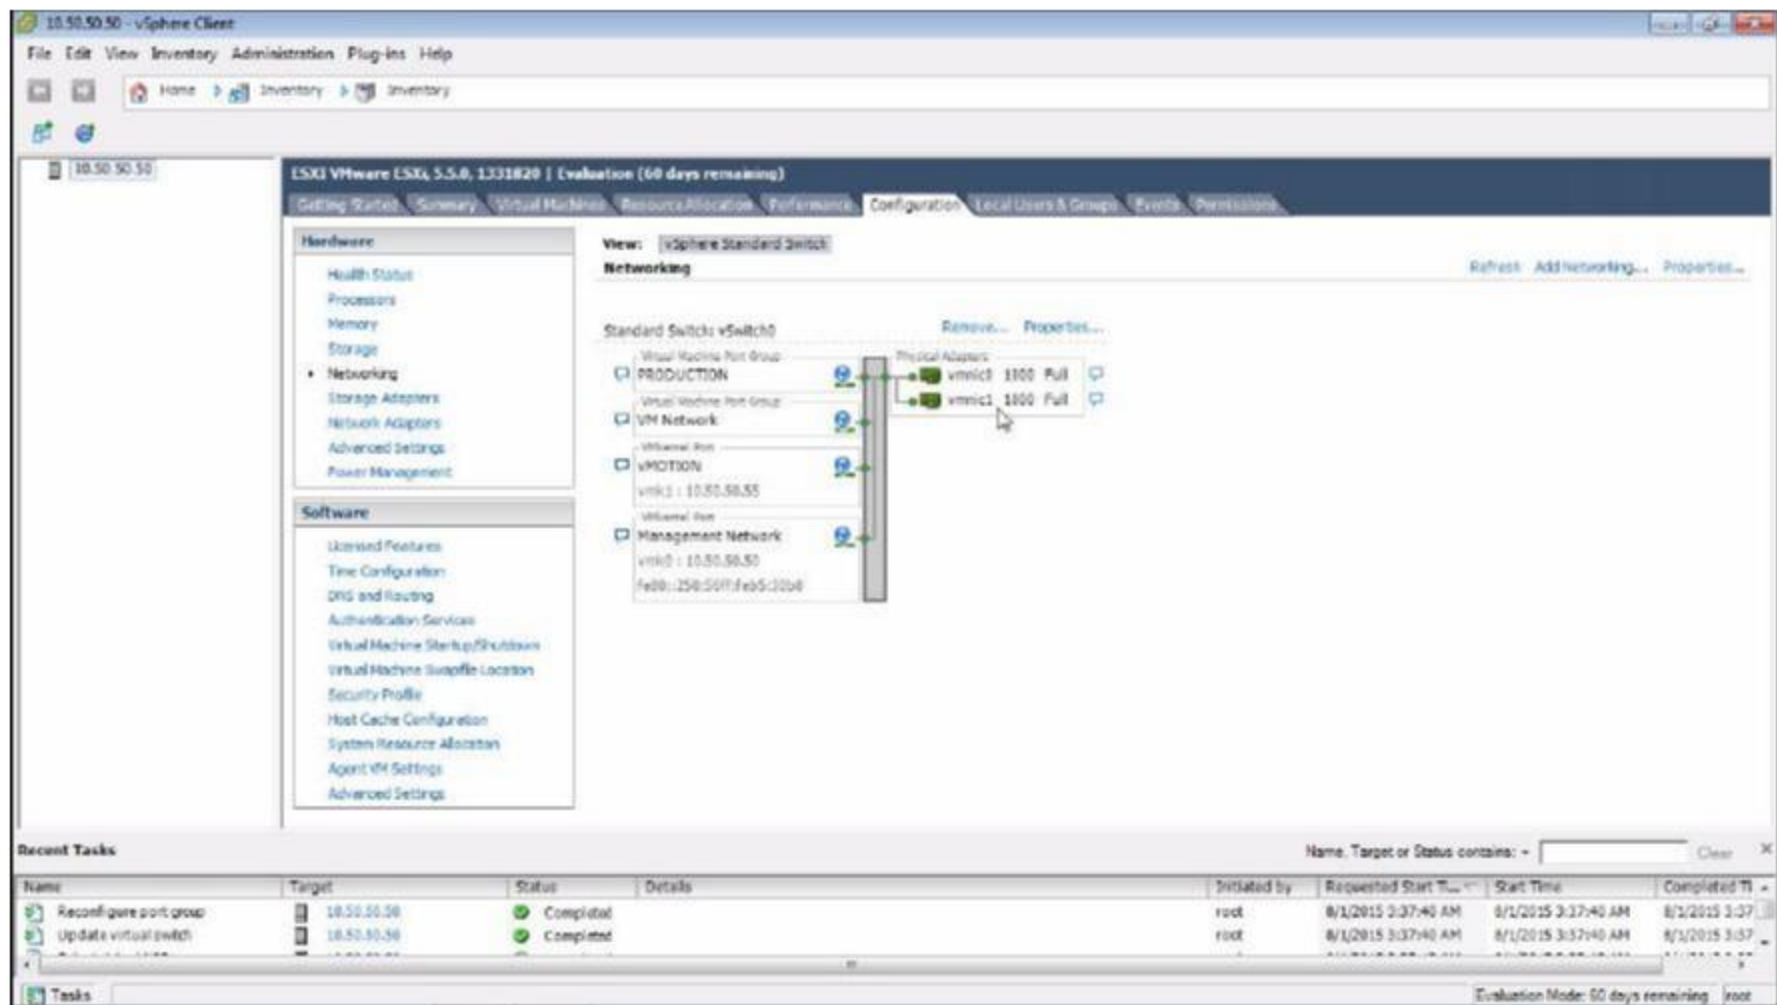 10.50.50.50 - vSphere Client
File Edit View Inventory Administration Plug-ins Help
Home Inventory Inventory
10.50.50.50
ESXI VMware ESXi, 5.5.0, 1331820 | Evaluation (60 days remaining)
Getting Started Summary Virtual Machines Resource Allocation Performance Configuration Local Users & Groups Events Permissions
Hardware
Health Status
Processors
Memory
Storage
Networking
Storage Adapters
Network Adapters
Advanced Settings
Power Management
Software
Licensed Features
Time Configuration
DNS and Routing
Authentication Services
Virtual Machine Startup/Shutdown
Virtual Machine Swapfile Location
Security Profile
Host Cache Configuration
System Resource Allocation
Agent VM Settings
Advanced Settings
View: vSphere Standard Switch
Networking
Refresh Add Networking... Properties...
Standard Switch: vSwitch0 Remove... Properties...
Virtual Machine Port Group
PRODUCTION
Virtual Machine Port Group
VM Network
VMkernel Port
vMOTION
vmk1 : 10.50.50.55
VMkernel Port
Management Network
vmk0 : 10.50.50.50
Physical Adapters
vmnic0 1000 Full
vmnic1 1000 Full
Recent Tasks
Name, Target or Status contains: Clear
Name Target Status Details Initiated by Requested Start Ti... Start Time Completed Ti
Reconfigure port group 10.50.50.50 Completed root 8/1/2015 3:37:40 AM 8/1/2015 3:37:40 AM 8/1/2015 3:37
Update virtual switch 10.50.50.50 Completed root 8/1/2015 3:37:40 AM 8/1/2015 3:37:40 AM 8/1/2015 3:37
Tasks
Evaluation Mode: 60 days remaining root